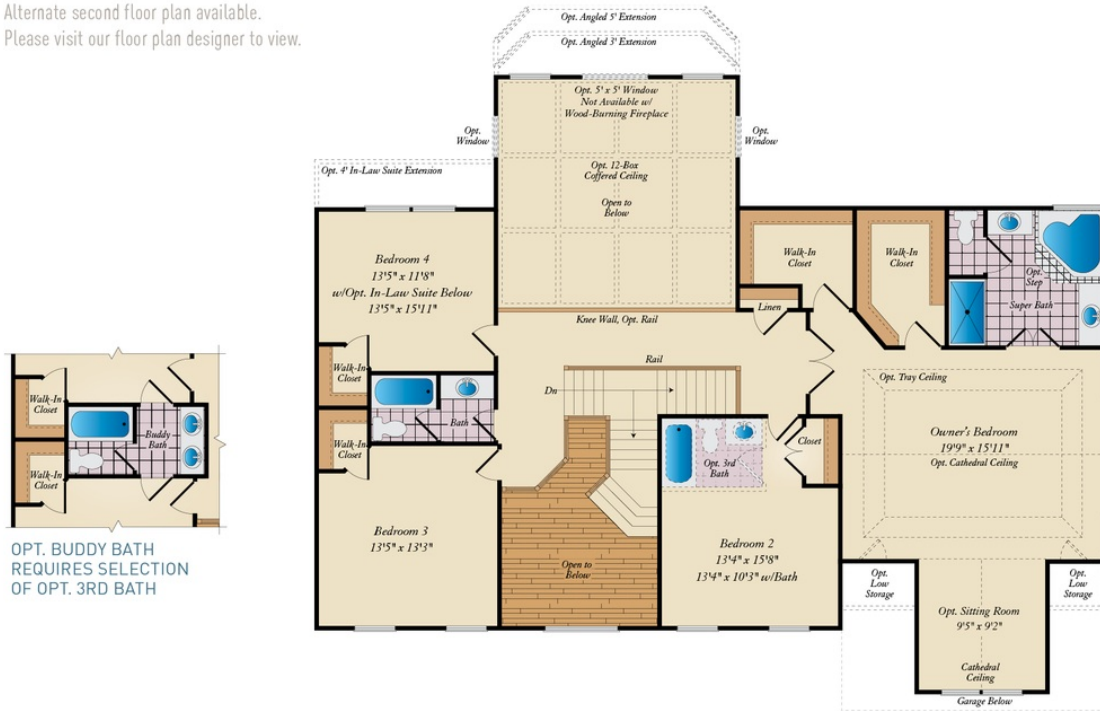 Alternate second floor plan available.
Please visit our floor plan designer to view.
Opt. Angled 5' Extension
Opt. Angled 3' Extension
Opt. 5' x 5' Window
Not Available w/
Wood-Burning Fireplace
Opt.
Window
Opt.
Window
Opt. 12-Box
Coffered Ceiling
Open to
Below
Opt. 4' In-Law Suite Extension
Bedroom 4
13'5" x 11'8"
w/Opt. In-Law Suite Below
13'5" x 15'11"
Walk-In
Closet
Walk-In
Closet
Opt.
Step
Super Bath
Linen
Knee Wall, Opt. Rail
Rail
Dn
Walk-In
Closet
Bath
Walk-In
Closet
Opt. 3rd
Bath
Closet
Opt. Tray Ceiling
Owner's Bedroom
19'9" x 15'11"
Opt. Cathedral Ceiling
Walk-In
Closet
Buddy
Bath
Walk-In
Closet
OPT. BUDDY BATH
REQUIRES SELECTION
OF OPT. 3RD BATH
Bedroom 3
13'5" x 13'3"
Open to
Below
Bedroom 2
13'4" x 15'8"
13'4" x 10'3" w/Bath
Opt.
Low
Storage
Opt.
Low
Storage
Opt. Sitting Room
9'5" x 9'2"
Cathedral
Ceiling
Garage Below